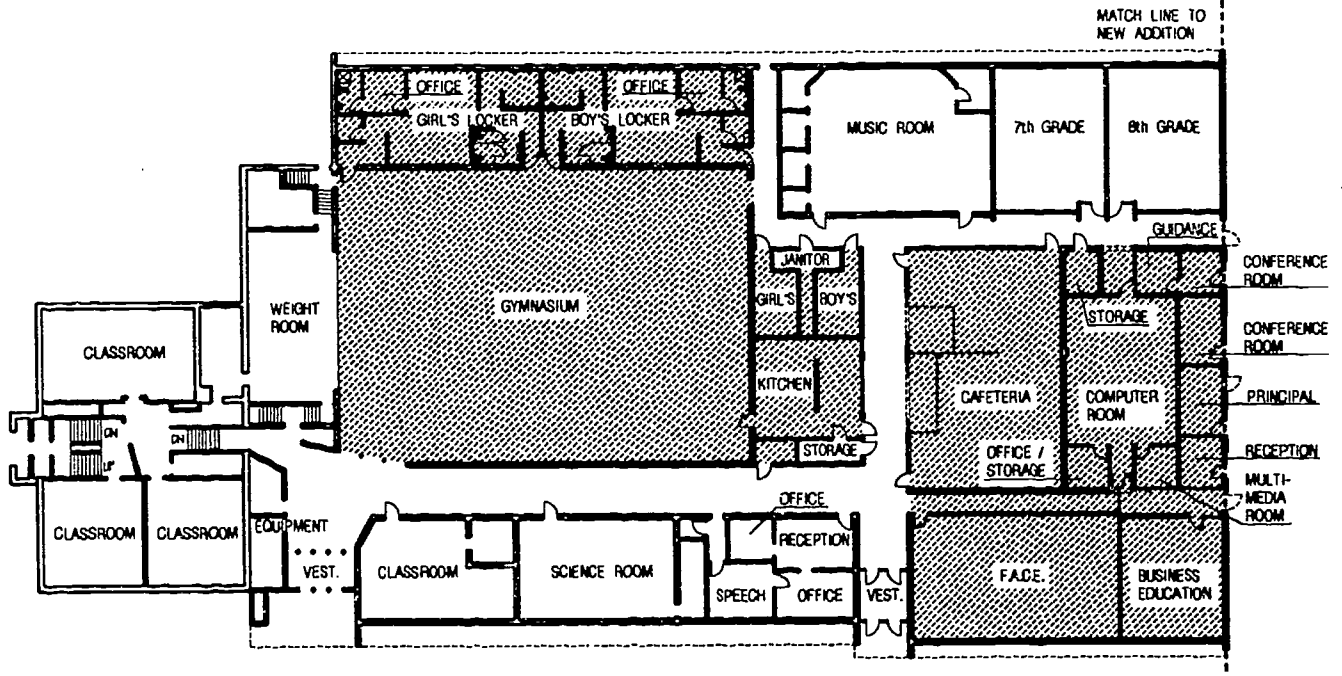 MATCH LINE TO
NEW ADDITION
OFFICE
OFFICE
GIRL'S LOCKER
BOY'S LOCKER
MUSIC ROOM
7th GRADE
8th GRADE
GUIDANCE
JANITOR
CONFERENCE
ROOM
GIRL'S
BOY'S
WEIGHT
ROOM
GYMNASIUM
STORAGE
CONFERENCE
ROOM
CLASSROOM
KITCHEN
CAFETERIA
COMPUTER
ROOM
PRINCIPAL
DN
DN
UP
STORAGE
OFFICE /
STORAGE
RECEPTION
MULTI-
MEDIA
ROOM
OFFICE
EQUIPMENT
CLASSROOM
CLASSROOM
RECEPTION
VEST.
CLASSROOM
SCIENCE ROOM
SPEECH
OFFICE
VEST.
F.A.C.E.
BUSINESS
EDUCATION